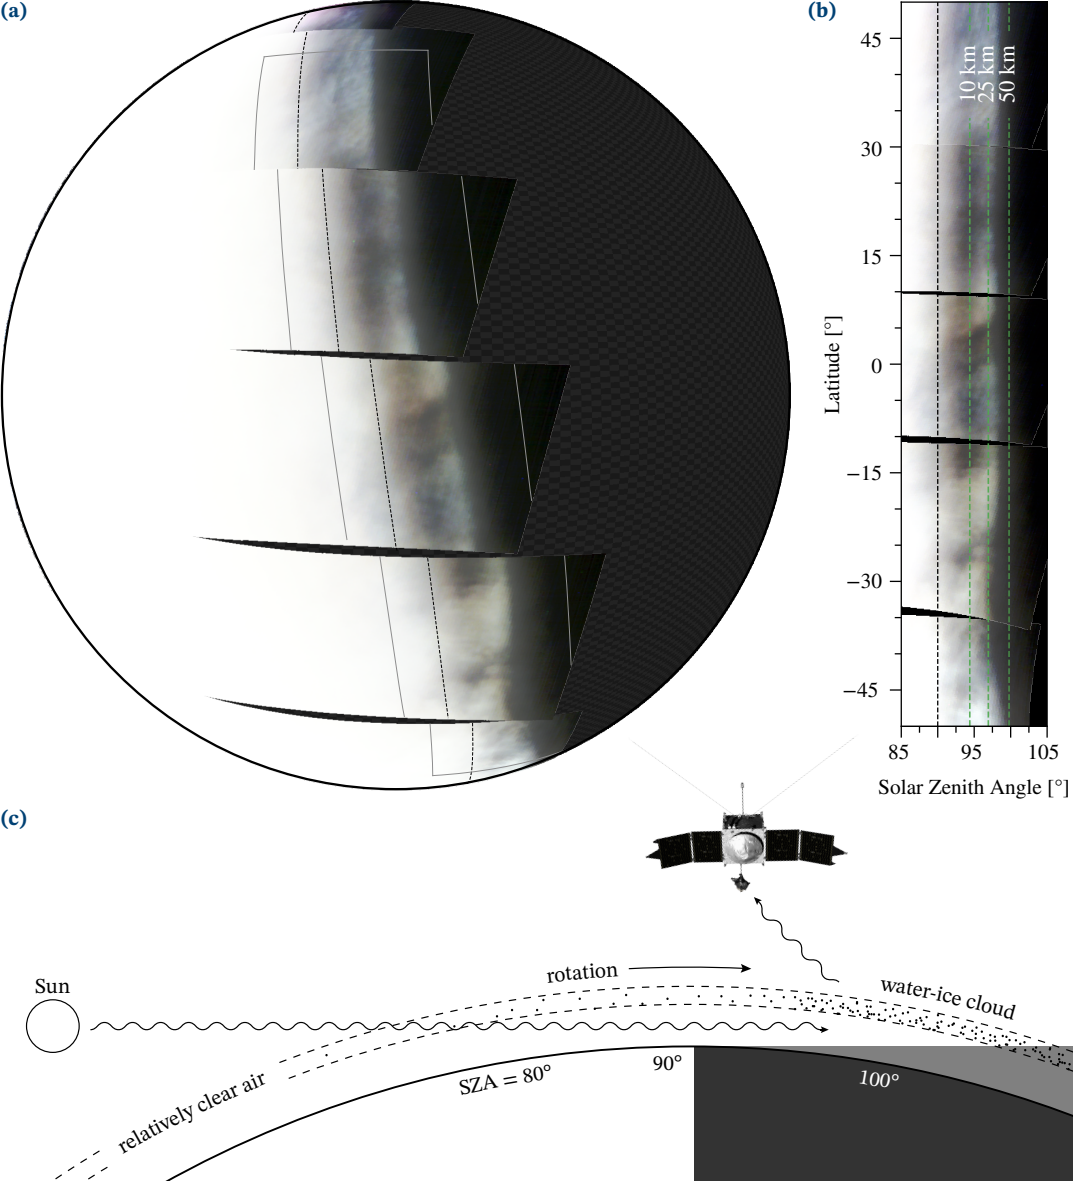 (a)
(b)
10 km
25 km
50 km
45
30
15
0
−15
−30
−45
Latitude [°]
85
95
105
Solar Zenith Angle [°]
(c)
Sun
rotation
water-ice cloud
relatively clear air
SZA = 80°
90°
100°